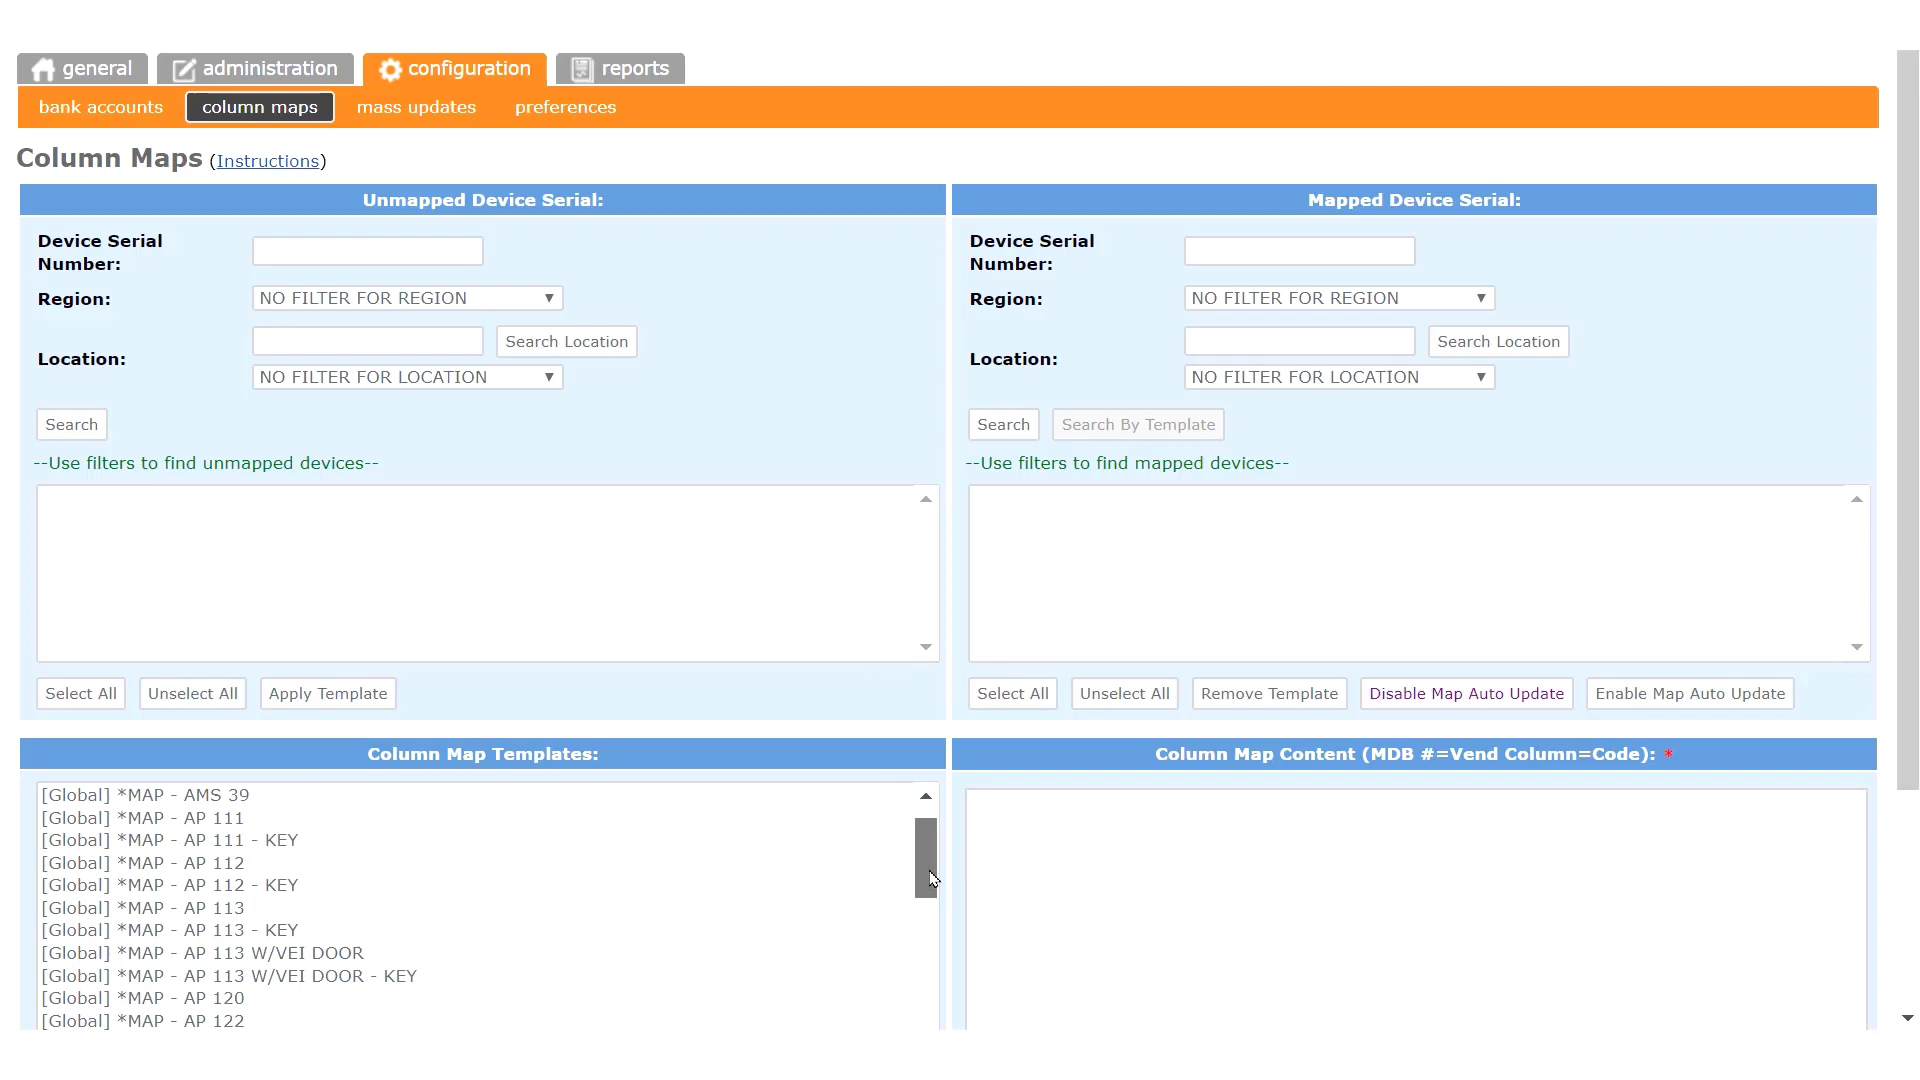 general administration configuration reports
bank accounts column maps mass updates preferences
Column Maps (Instructions)
Unmapped Device Serial:
Device Serial
Number:
Region: NO FILTER FOR REGION
Search Location
Location:
NO FILTER FOR LOCATION
Search
--Use filters to find unmapped devices--
Select All Unselect All Apply Template
Mapped Device Serial:
Device Serial
Number:
Region: NO FILTER FOR REGION
Search Location
Location:
NO FILTER FOR LOCATION
Search Search By Template
--Use filters to find mapped devices--
Select All Unselect All Remove Template Disable Map Auto Update Enable Map Auto Update
Column Map Templates:
[Global] *MAP - AMS 39
[Global] *MAP - AP 111
[Global] *MAP - AP 111 - KEY
[Global] *MAP - AP 112
[Global] *MAP - AP 112 - KEY
[Global] *MAP - AP 113
[Global] *MAP - AP 113 - KEY
[Global] *MAP - AP 113 W/VEI DOOR
[Global] *MAP - AP 113 W/VEI DOOR - KEY
[Global] *MAP - AP 120
[Global] *MAP - AP 122
Column Map Content (MDB #=Vend Column=Code): *